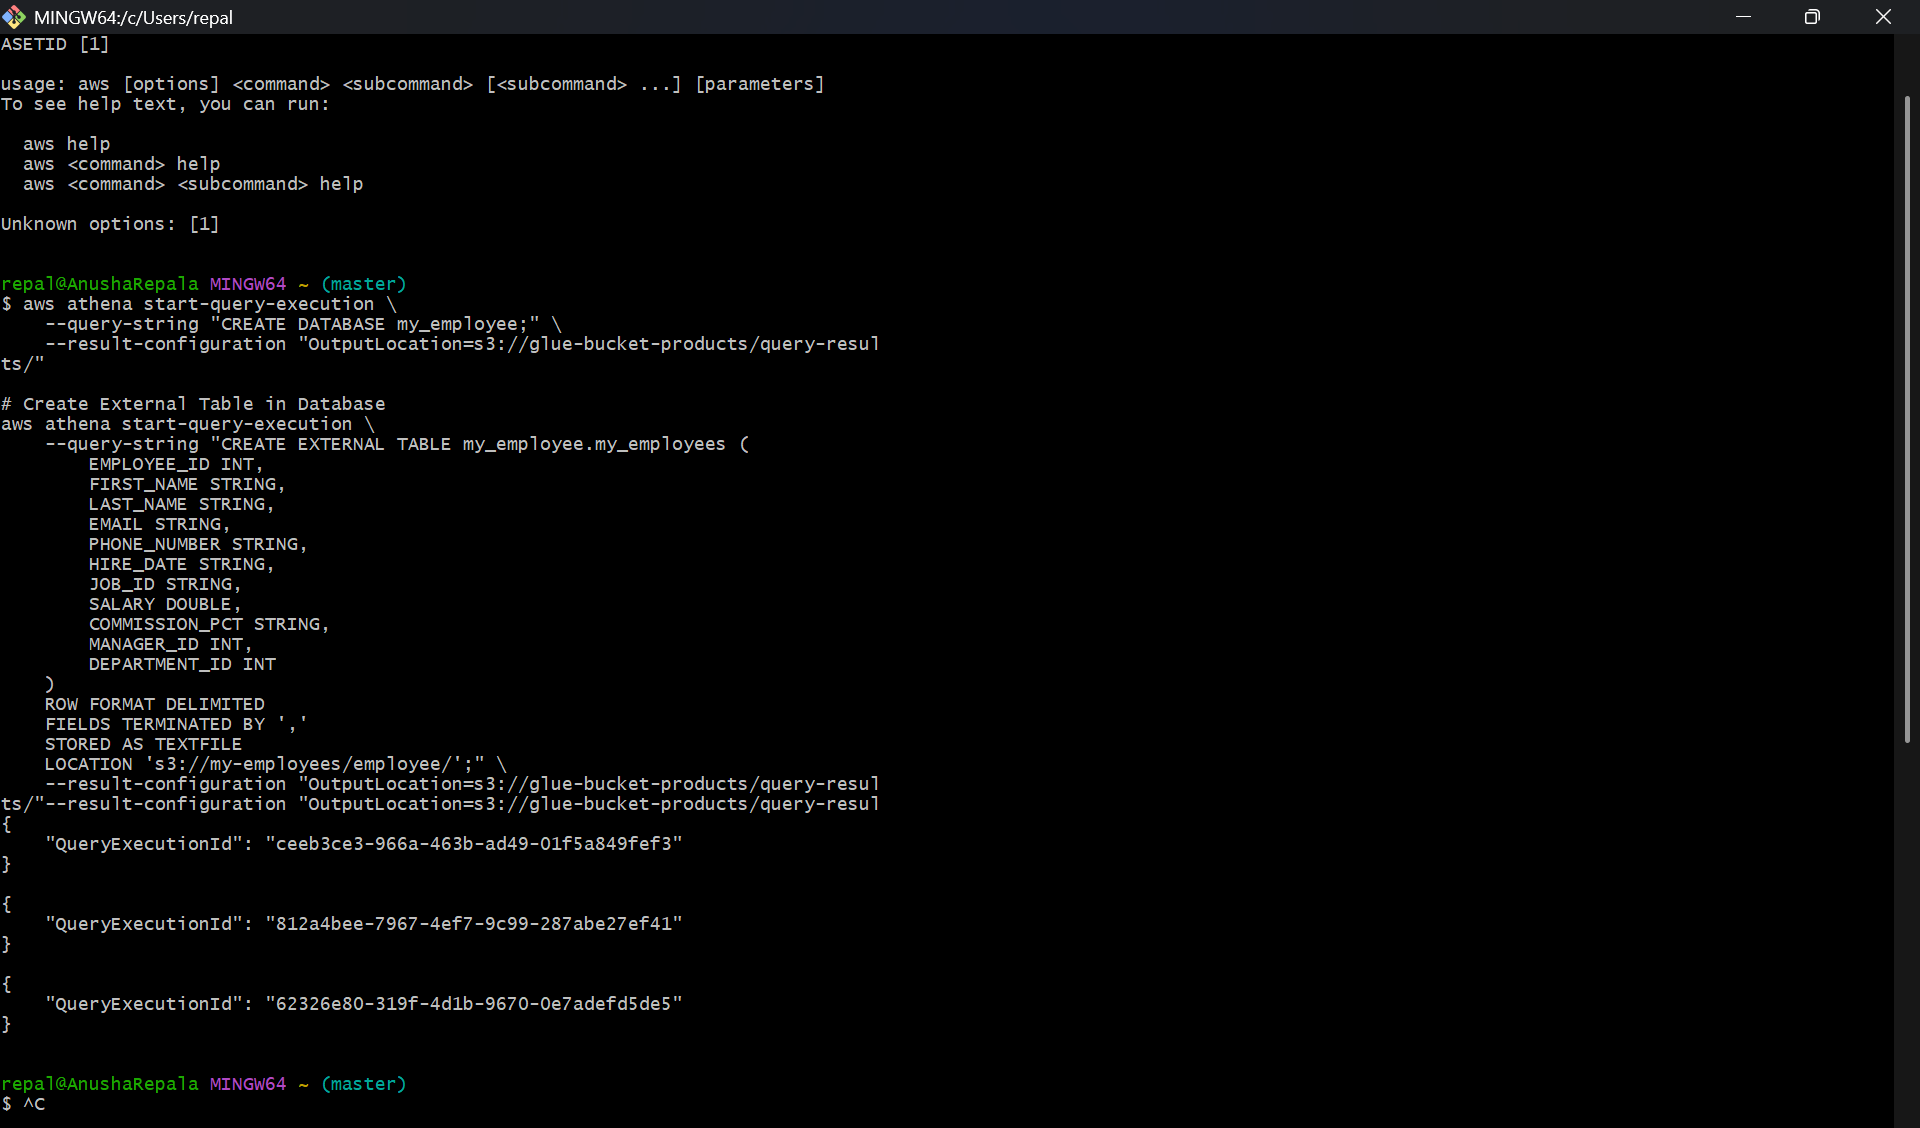 MINGW64:/c/Users/repal
ASETID [1]
usage: aws [options] <command> <subcommand> [<subcommand> ...] [parameters]
To see help text, you can run:
  aws help
  aws <command> help
  aws <command> <subcommand> help
Unknown options: [1]
repal@AnushaRepala MINGW64 ~ (master)
$ aws athena start-query-execution \
    --query-string "CREATE DATABASE my_employee;" \
    --result-configuration "OutputLocation=s3://glue-bucket-products/query-resul
ts/"
# Create External Table in Database
aws athena start-query-execution \
    --query-string "CREATE EXTERNAL TABLE my_employee.my_employees (
        EMPLOYEE_ID INT,
        FIRST_NAME STRING,
        LAST_NAME STRING,
        EMAIL STRING,
        PHONE_NUMBER STRING,
        HIRE_DATE STRING,
        JOB_ID STRING,
        SALARY DOUBLE,
        COMMISSION_PCT STRING,
        MANAGER_ID INT,
        DEPARTMENT_ID INT
    )
    ROW FORMAT DELIMITED
    FIELDS TERMINATED BY ','
    STORED AS TEXTFILE
    LOCATION 's3://my-employees/employee/';" \
    --result-configuration "OutputLocation=s3://glue-bucket-products/query-resul
ts/"--result-configuration "OutputLocation=s3://glue-bucket-products/query-resul
{
    "QueryExecutionId": "ceeb3ce3-966a-463b-ad49-01f5a849fef3"
}
{
    "QueryExecutionId": "812a4bee-7967-4ef7-9c99-287abe27ef41"
}
{
    "QueryExecutionId": "62326e80-319f-4d1b-9670-0e7adefd5de5"
}
repal@AnushaRepala MINGW64 ~ (master)
$ ^C